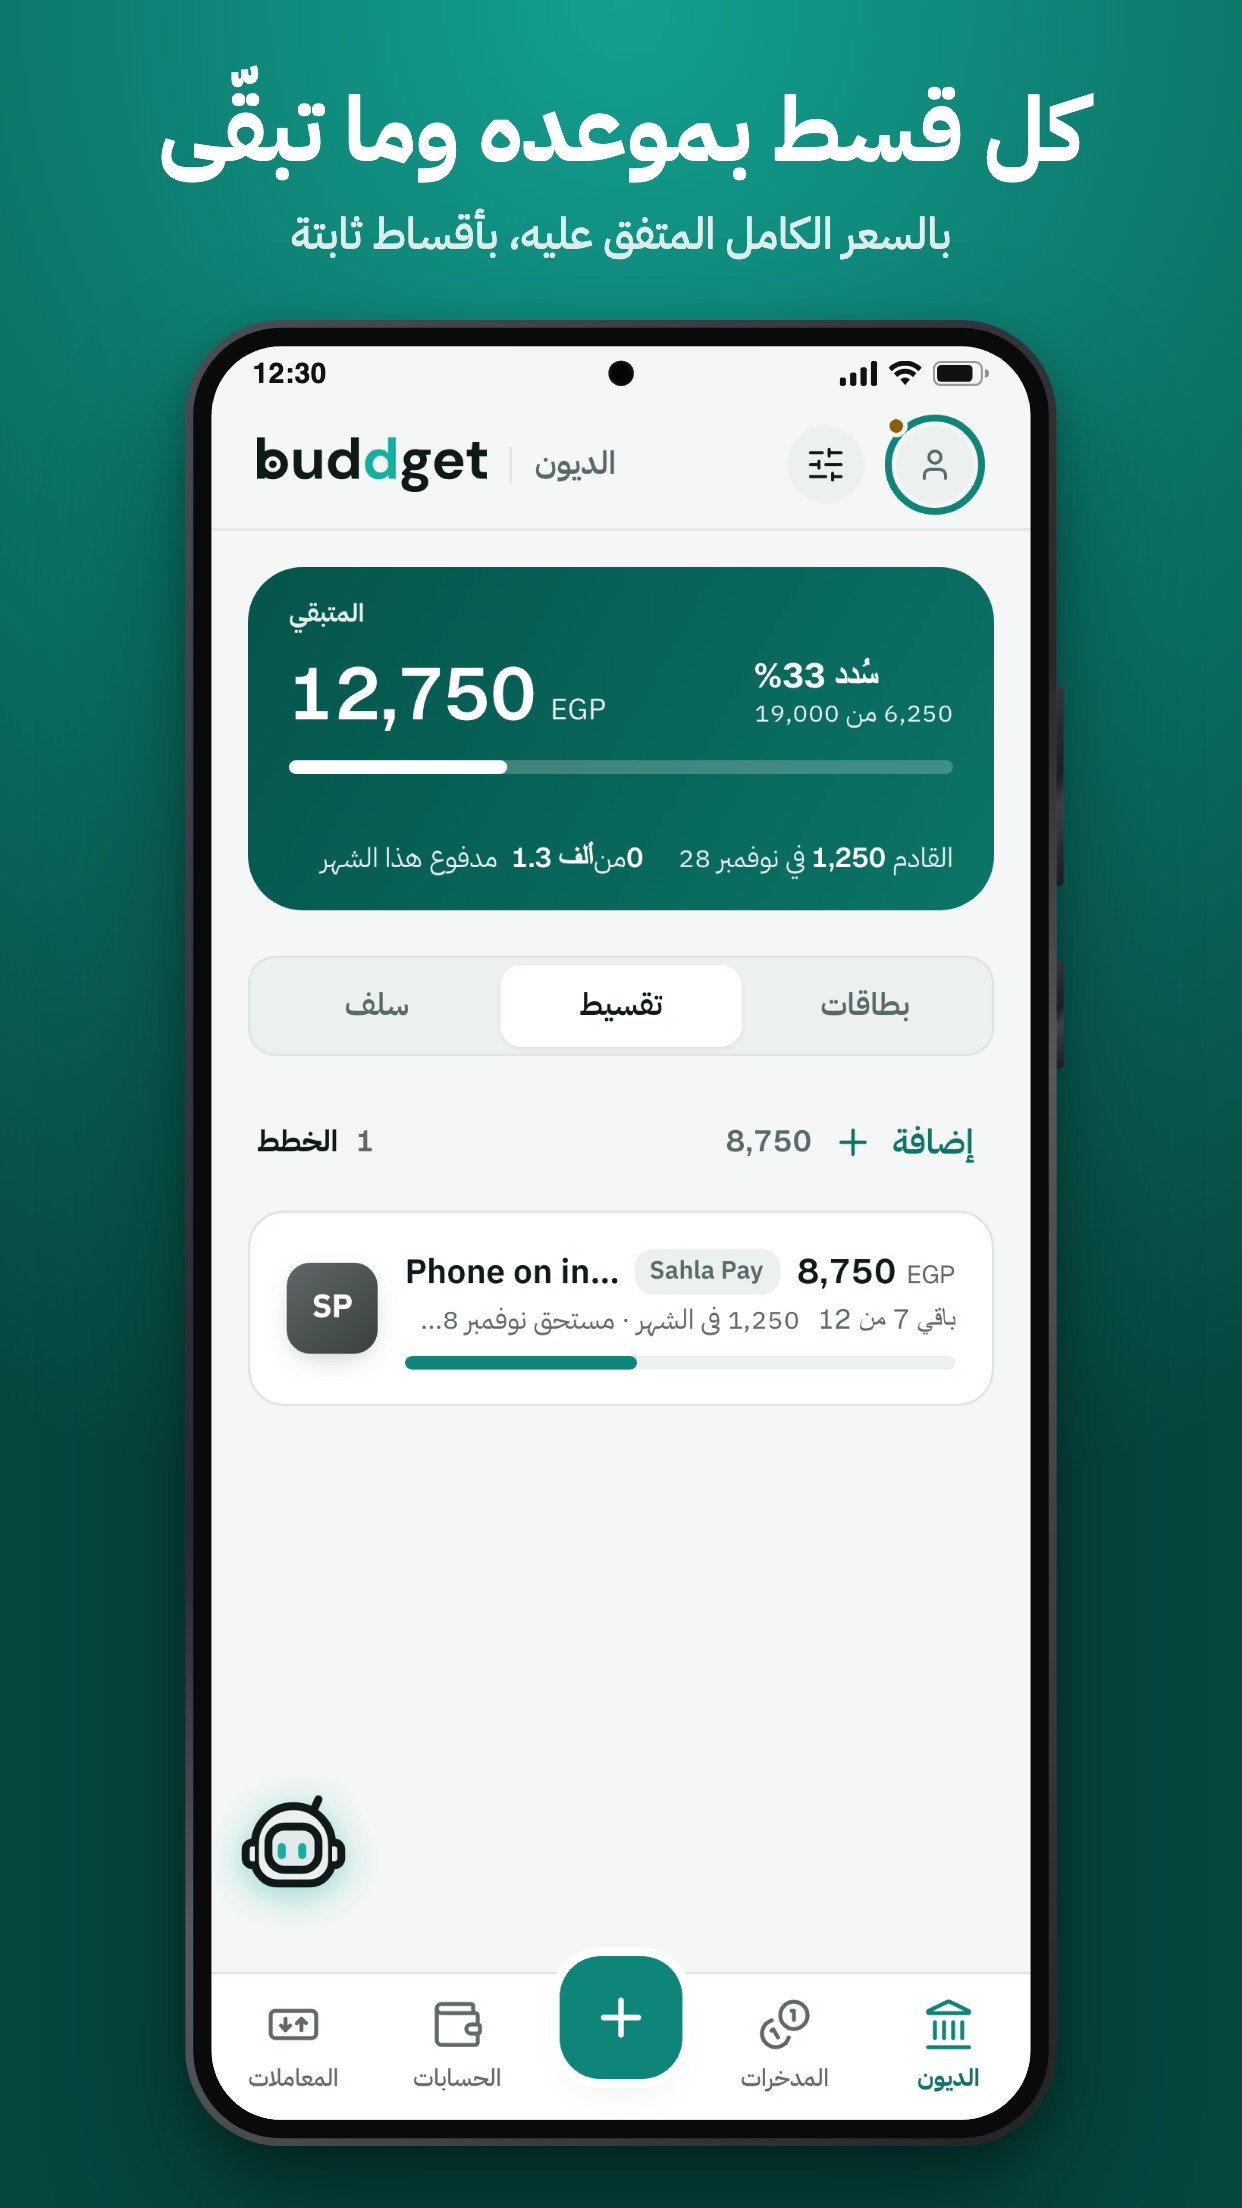 كل قسط بموعده وما تبقّى
بالسعر الكامل المتفق عليه، بأقساط ثابتة
12:30
buddget الديون
المتبقي
12,750 EGP
سُدد 33%
6,250 من 19,000
القادم 1,250 في نوفمبر 28
0من1.3 ألف مدفوع هذا الشهر
بطاقات تقسيط سلف
الخطط 1
8,750 + إضافة
SP
Phone on in... Sahla Pay 8,750 EGP
باقي 7 من 12
1,250 في الشهر · مستحق نوفمبر 8...
المعاملات الحسابات المدخرات الديون